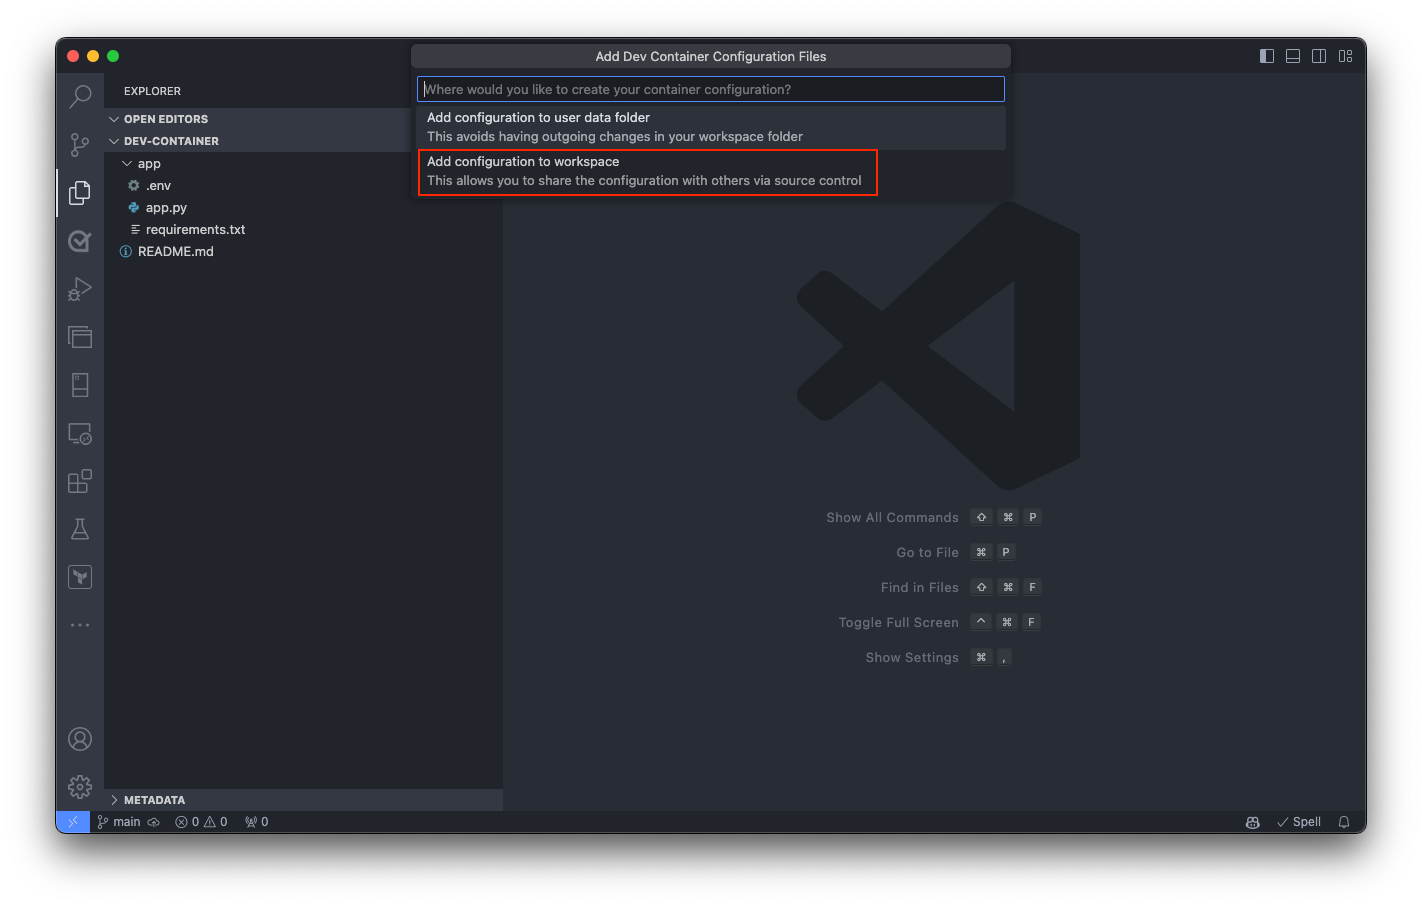 Add Dev Container Configuration Files
Where would you like to create your container configuration?
Add configuration to user data folder
This avoids having outgoing changes in your workspace folder
Add configuration to workspace
This allows you to share the configuration with others via source control
EXPLORER
OPEN EDITORS
DEV-CONTAINER
app
.env
app.py
requirements.txt
README.md
Show All Commands ⇧ ⌘ P
Go to File ⌘ P
Find in Files ⇧ ⌘ F
Toggle Full Screen ^ ⌘ F
Show Settings ⌘ ,
METADATA
main 0 0 0 Spell